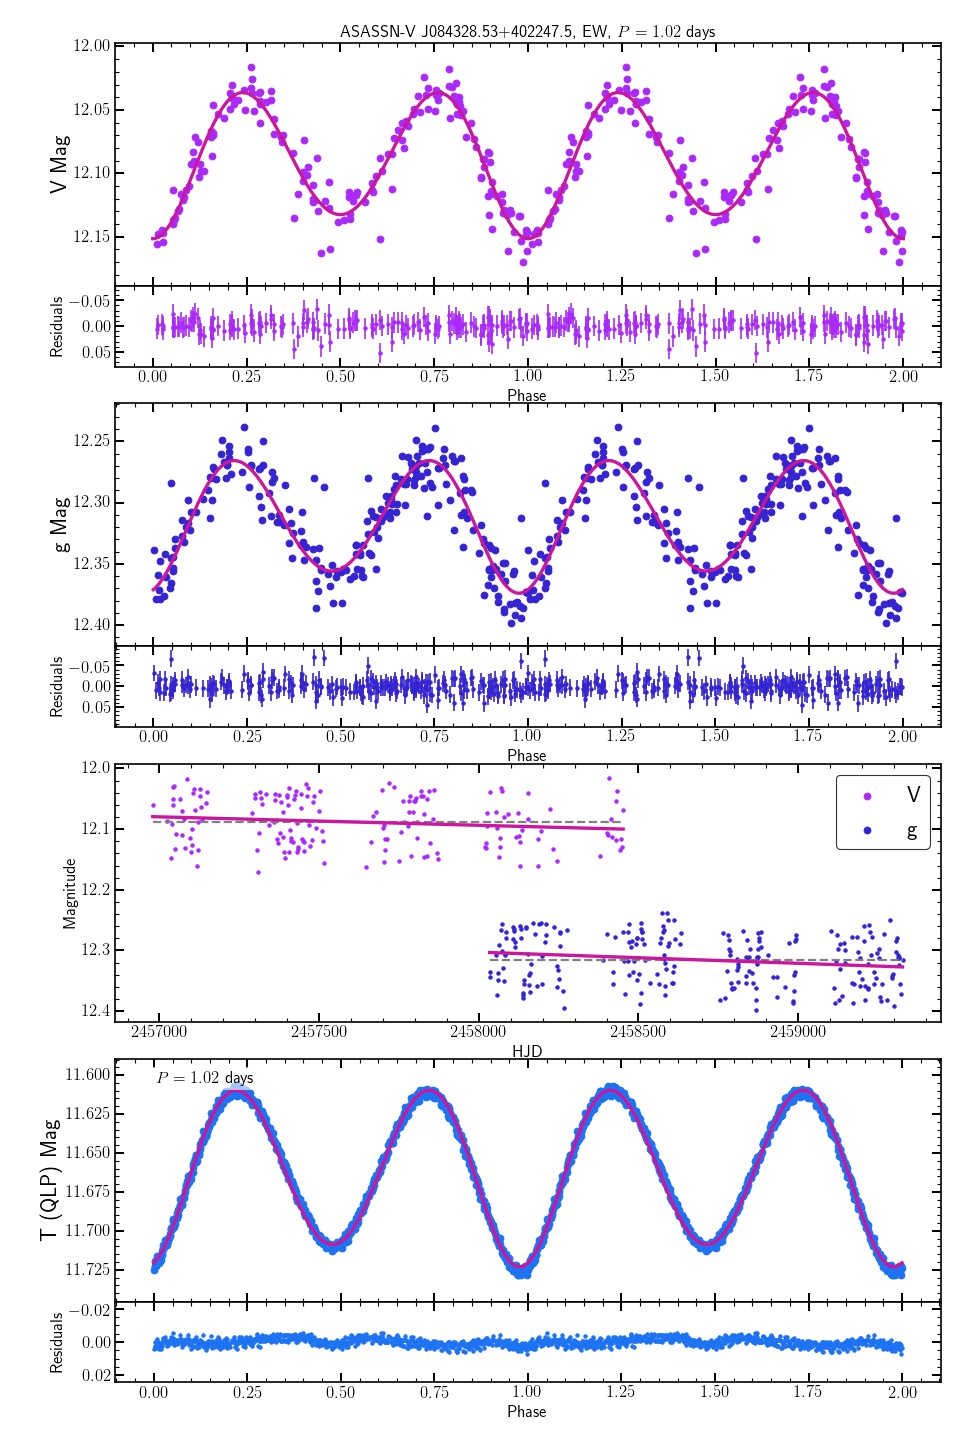 ASASSN-V J084328.53+402247.5, EW, P = 1.02 days
12.00
12.05
12.10
12.15
V Mag
−0.05
0.00
0.05
Residuals
0.00 0.25 0.50 0.75 1.00 1.25 1.50 1.75 2.00
Phase
12.25
12.30
12.35
12.40
g Mag
−0.05
0.00
0.05
Residuals
0.00 0.25 0.50 0.75 1.00 1.25 1.50 1.75 2.00
Phase
12.0
12.1
12.2
12.3
12.4
Magnitude
V
g
2457000 2457500 2458000 2458500 2459000
HJD
P = 1.02 days
11.600
11.625
11.650
11.675
11.700
11.725
T (QLP) Mag
−0.02
0.00
0.02
Residuals
0.00 0.25 0.50 0.75 1.00 1.25 1.50 1.75 2.00
Phase